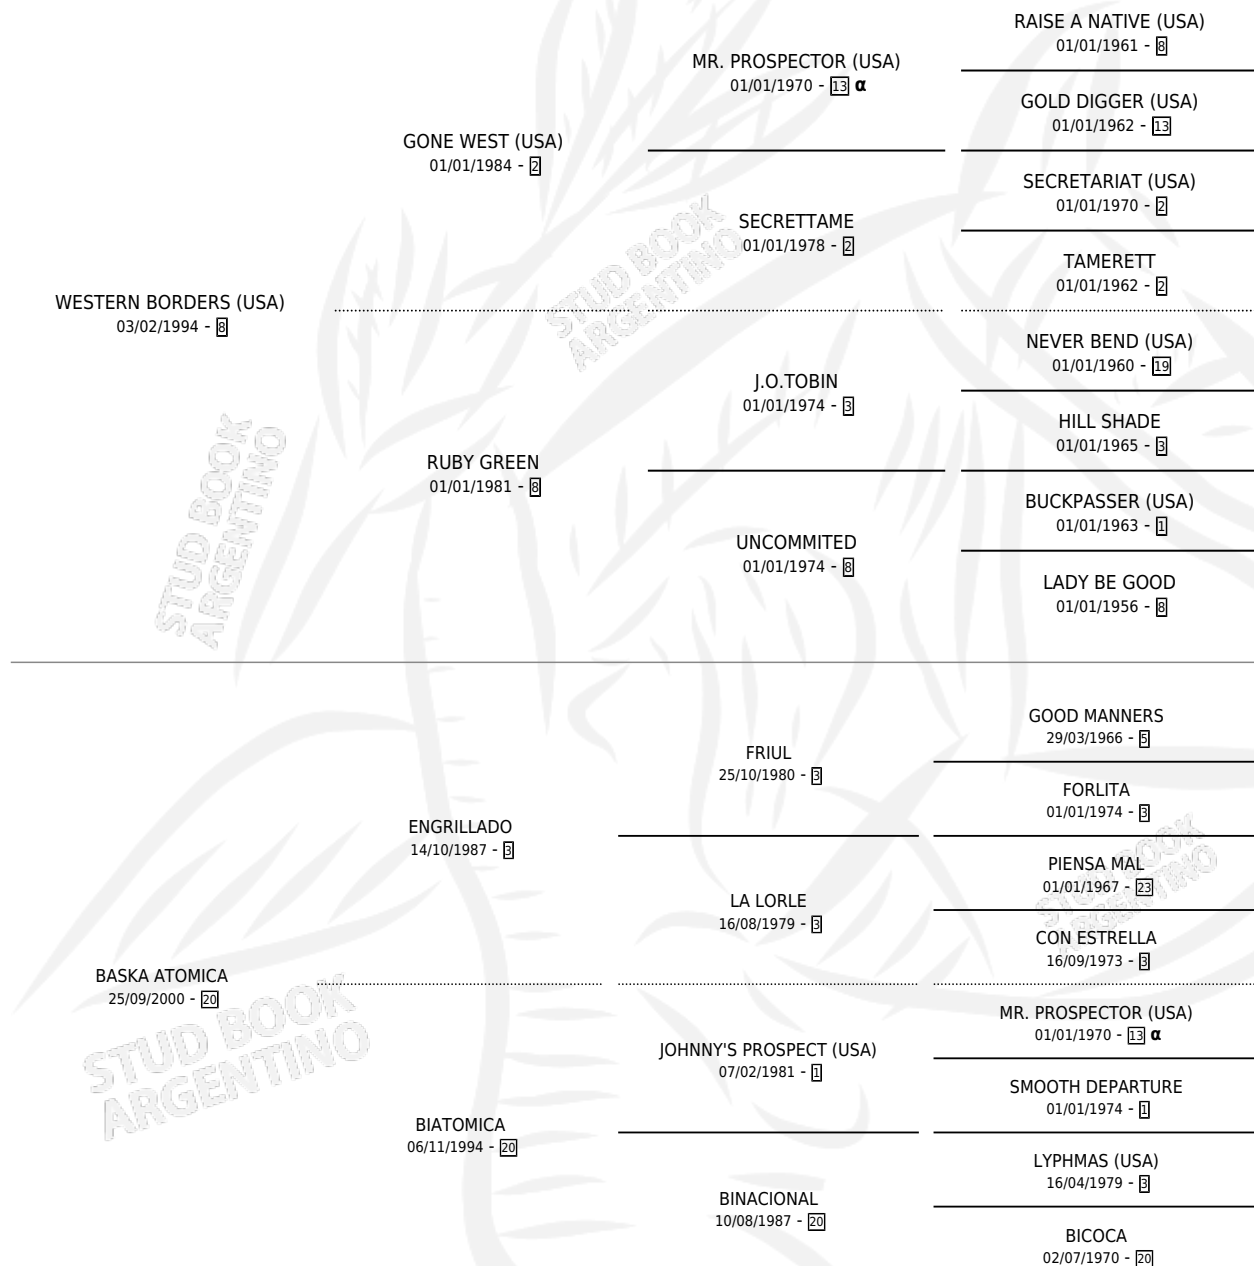 RAISE A NATIVE (USA)
01/01/1961 - 8
MR. PROSPECTOR (USA)
01/01/1970 - 13 α
GOLD DIGGER (USA)
01/01/1962 - 13
GONE WEST (USA)
01/01/1984 - 2
SECRETARIAT (USA)
01/01/1970 - 2
SECRETTAME
01/01/1978 - 2
TAMERETT
01/01/1962 - 2
WESTERN BORDERS (USA)
03/02/1994 - 8
NEVER BEND (USA)
01/01/1960 - 19
J.O.TOBIN
01/01/1974 - 3
HILL SHADE
01/01/1965 - 3
RUBY GREEN
01/01/1981 - 8
BUCKPASSER (USA)
01/01/1963 - 1
UNCOMMITED
01/01/1974 - 8
LADY BE GOOD
01/01/1956 - 8
GOOD MANNERS
29/03/1966 - 5
FRIUL
25/10/1980 - 3
FORLITA
01/01/1974 - 3
ENGRILLADO
14/10/1987 - 3
PIENSA MAL
01/01/1967 - 23
LA LORLE
16/08/1979 - 3
CON ESTRELLA
16/09/1973 - 3
BASKA ATOMICA
25/09/2000 - 20
MR. PROSPECTOR (USA)
01/01/1970 - 13 α
JOHNNY'S PROSPECT (USA)
07/02/1981 - 1
SMOOTH DEPARTURE
01/01/1974 - 1
BIATOMICA
06/11/1994 - 20
LYPHMAS (USA)
16/04/1979 - 3
BINACIONAL
10/08/1987 - 20
BICOCA
02/07/1970 - 20
STUD BOOK
ARGENTINO
STUD BOOK
ARGENTINO
STUD BOOK
ARGENTINO
STUD BOOK
ARGENTINO